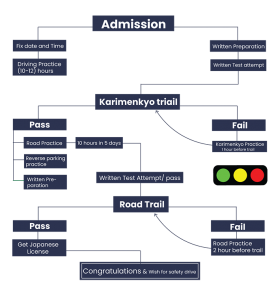 Admission
Fix date and Time
Written Preparation
Driving Practice
(10-12) hours
Written Test attempt
Karimenkyo triail
Pass
Fail
Road Practice
10 hours in 5 days
Karimenkyo Practice
1 hour before trail
Reverse parking
practice
Written Pre-
poration
Written Test Attempt/ pass
Road Trail
Pass
Fail
Get Japanese
License
Road Practice
2 hour before trail
Congratulations & Wish for safety drive